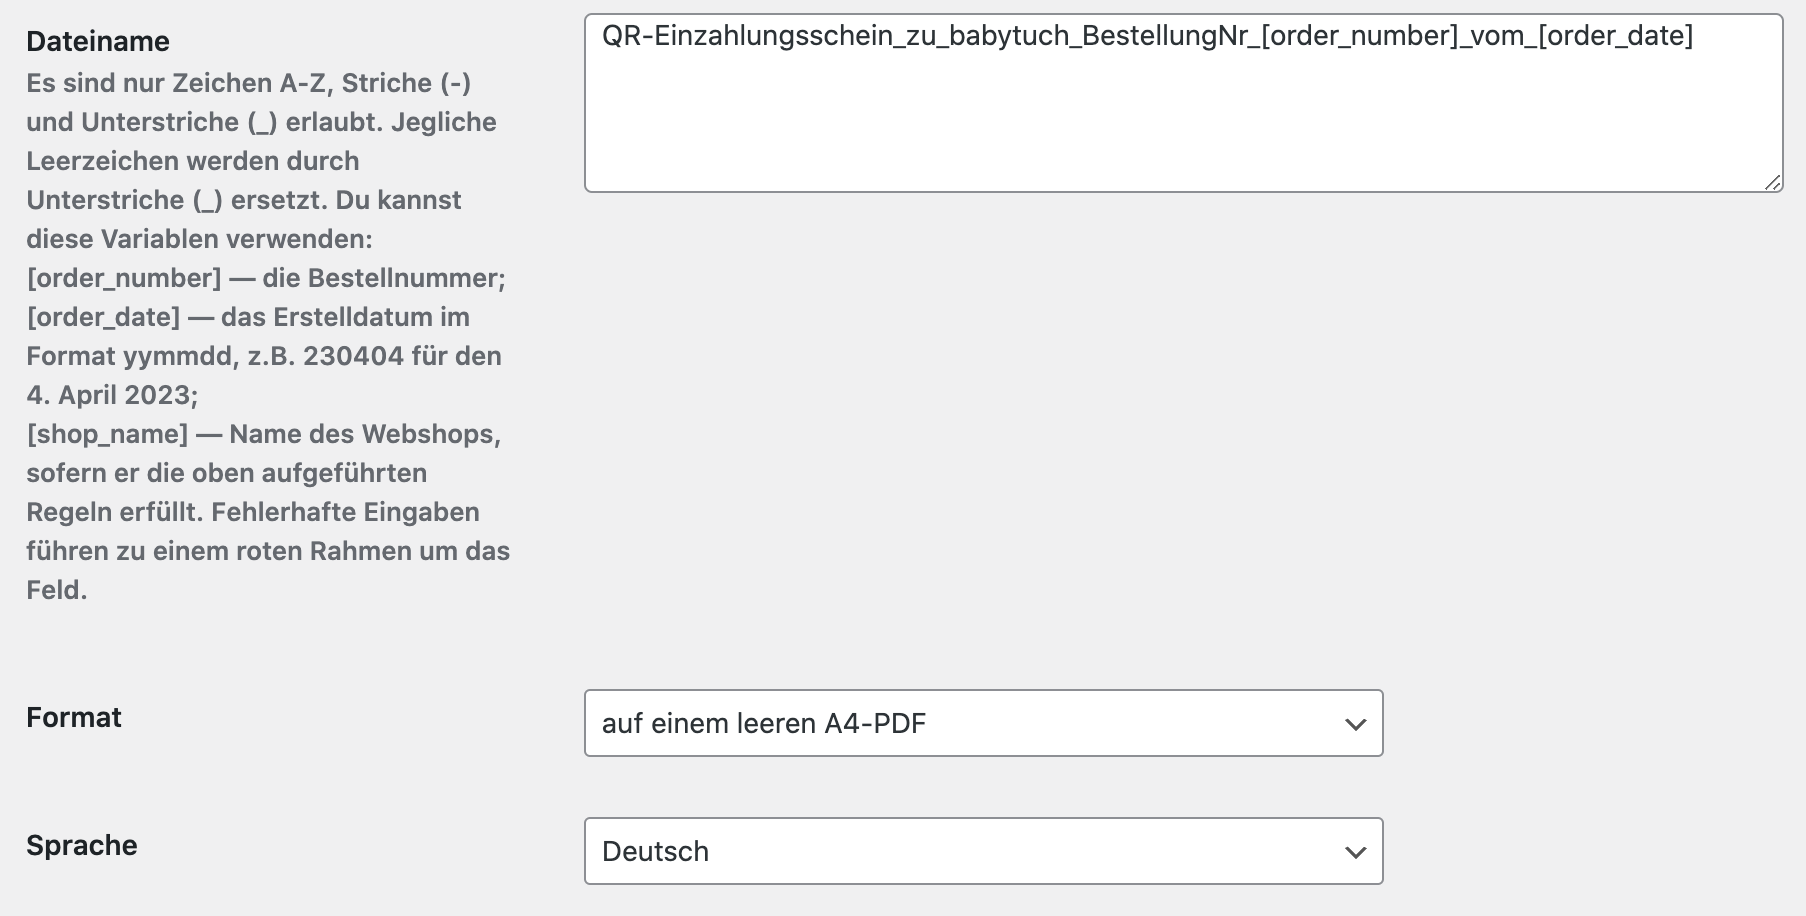 Dateiname
Es sind nur Zeichen A-Z, Striche (-)
und Unterstriche (_) erlaubt. Jegliche
Leerzeichen werden durch
Unterstriche (_) ersetzt. Du kannst
diese Variablen verwenden:
[order_number] — die Bestellnummer;
[order_date] — das Erstelldatum im
Format yymmdd, z.B. 230404 für den
4. April 2023;
[shop_name] — Name des Webshops,
sofern er die oben aufgeführten
Regeln erfüllt. Fehlerhafte Eingaben
führen zu einem roten Rahmen um das
Feld.
QR-Einzahlungsschein_zu_babytuch_BestellungNr_[order_number]_vom_[order_date]
Format
auf einem leeren A4-PDF
Sprache
Deutsch